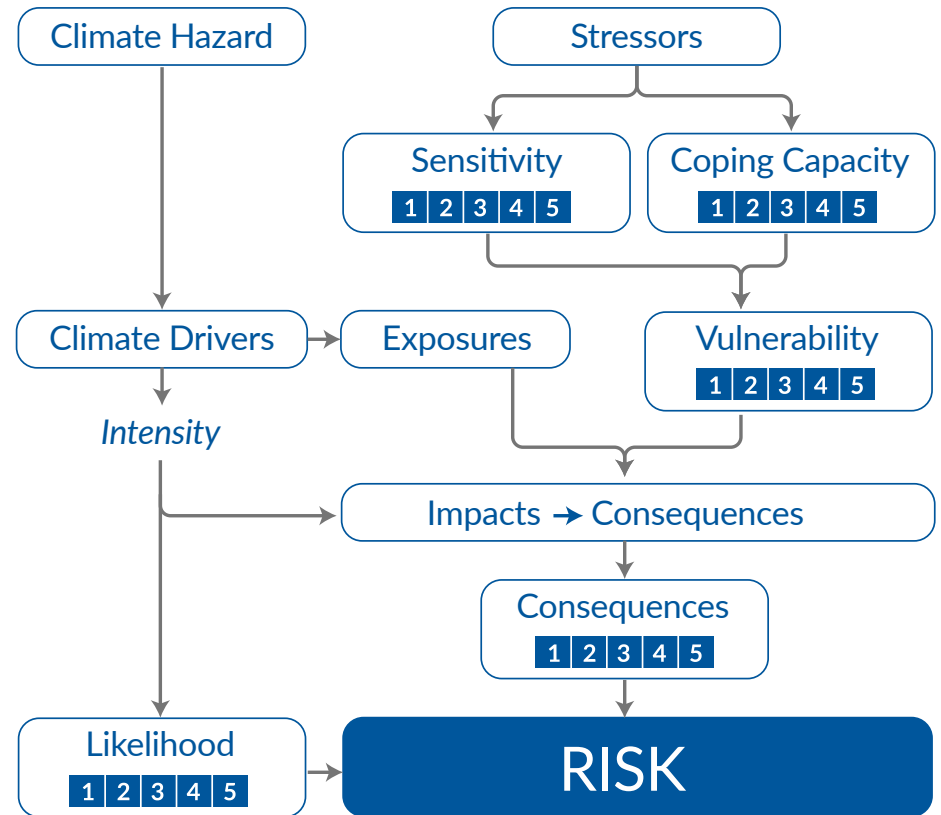 Climate Hazard
Stressors
Sensitivity
1 2 3 4 5
Coping Capacity
1 2 3 4 5
Climate Drivers
Exposures
Vulnerability
1 2 3 4 5
Intensity
Impacts → Consequences
Consequences
1 2 3 4 5
Likelihood
1 2 3 4 5
RISK